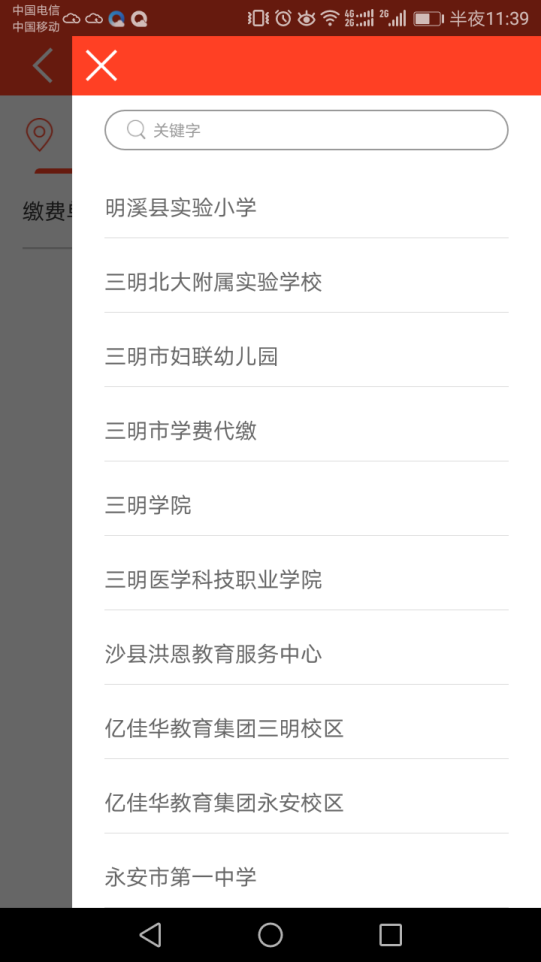 中国电信
中国移动
4G 2G 2G 半夜11:39
关键字
缴费
明溪县实验小学
三明北大附属实验学校
三明市妇联幼儿园
三明市学费代缴
三明学院
三明医学科技职业学院
沙县洪恩教育服务中心
亿佳华教育集团三明校区
亿佳华教育集团永安校区
永安市第一中学